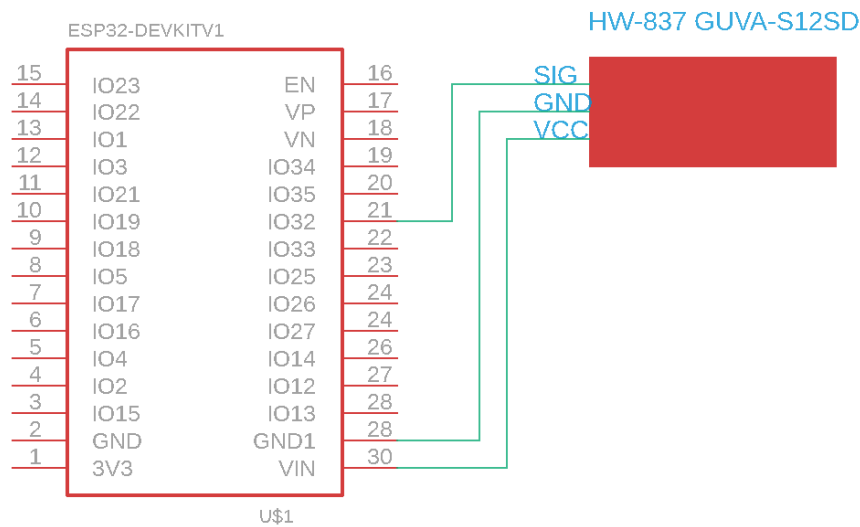 HW-837 GUVA-S12SD
ESP32-DEVKITV1
15 IO23 EN 16 SIG
14 IO22 VP 17 GND
13 IO1 VN 18 VCC
12 IO3 IO34 19
11 IO21 IO35 20
10 IO19 IO32 21
9 IO18 IO33 22
8 IO5 IO25 23
7 IO17 IO26 24
6 IO16 IO27 24
5 IO4 IO14 26
4 IO2 IO12 27
3 IO15 IO13 28
2 GND GND1 28
1 3V3 VIN 30
U$1